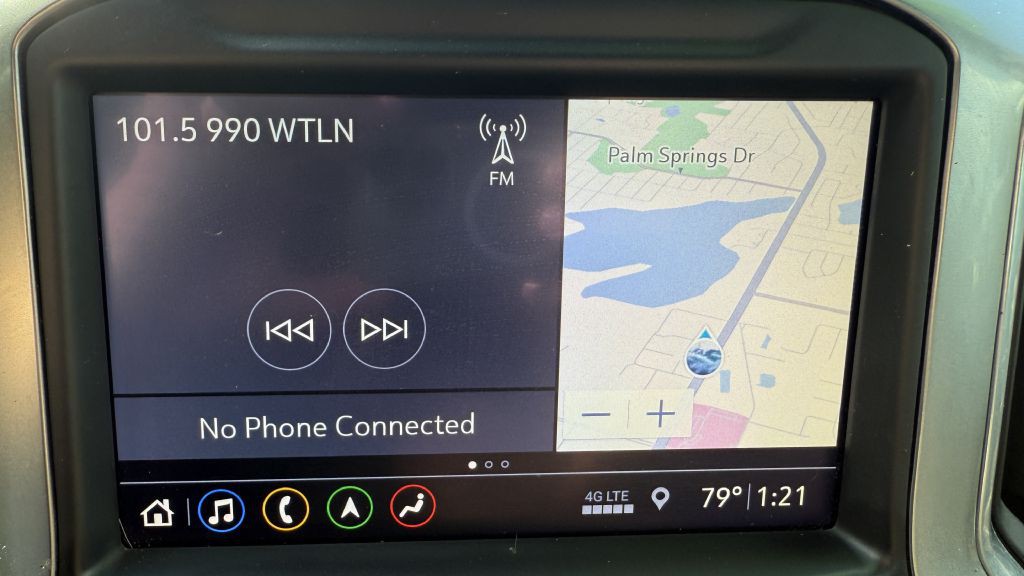 101.5 990 WTLN
FM
Palm Springs Dr
No Phone Connected
4G LTE
79° 1:21